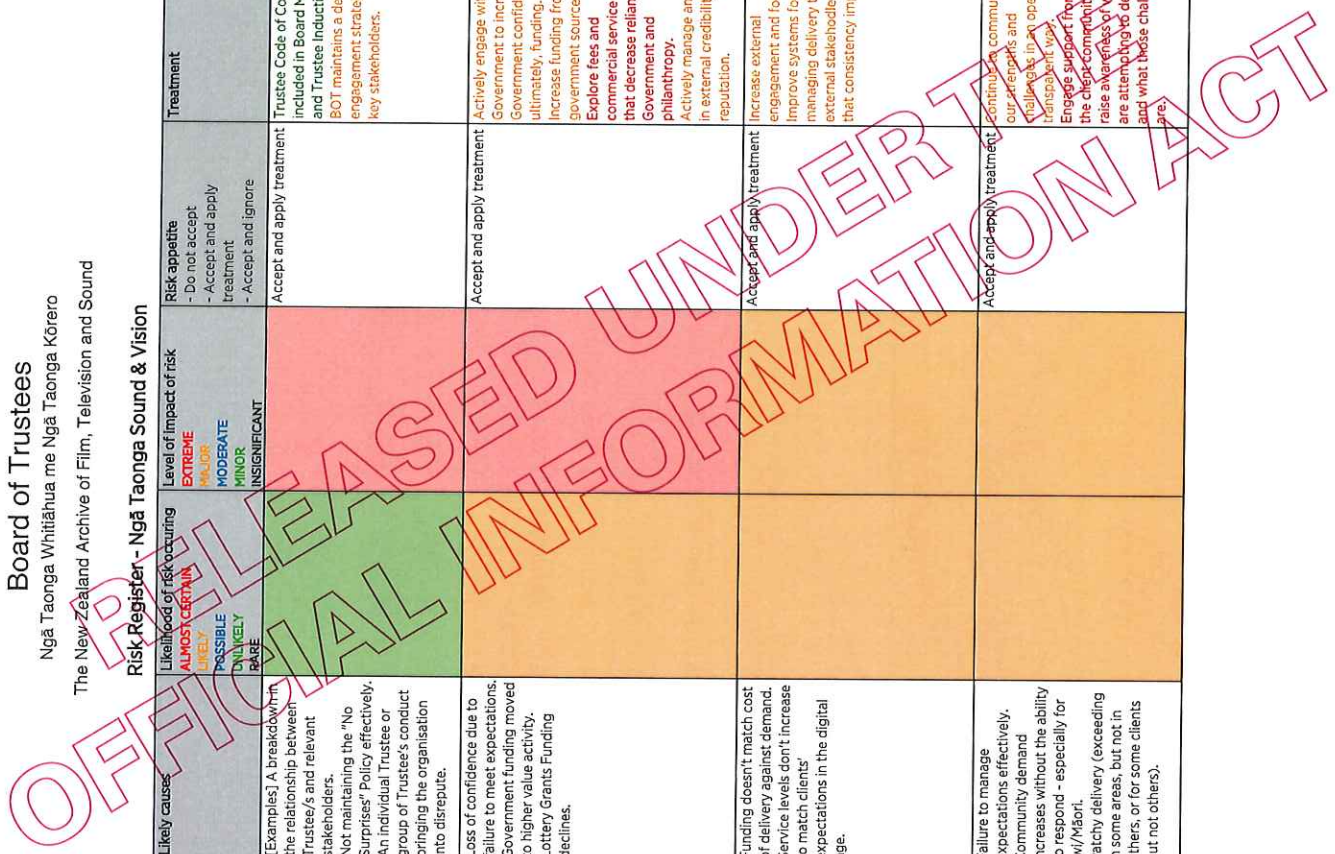 Board of Trustees
Ngā Taonga Whitiāhua me Ngā Taonga Kōrero
The New Zealand Archive of Film, Television and Sound
Risk Register - Ngā Taonga Sound & Vision
Likely causes
Likelihood of risk occuring
ALMOST CERTAIN
LIKELY
POSSIBLE
UNLIKELY
RARE
Level of impact of risk
EXTREME
MAJOR
MODERATE
MINOR
INSIGNIFICANT
Risk appetite
- Do not accept
- Accept and apply
treatment
- Accept and ignore
Treatment
[Examples] A breakdown in
the relationship between
Trustee/s and relevant
stakeholders.
Not maintaining the "No
Surprises" Policy effectively.
An individual Trustee or
group of Trustee's conduct
bringing the organisation
into disrepute.
Accept and apply treatment
Trustee Code of Co
included in Board
and Trustee Inducti
BOT maintains a de
engagement strate
key stakeholders.
Loss of confidence due to
failure to meet expectations.
Government funding moved
to higher value activity.
Lottery Grants Funding
declines.
Accept and apply treatment
Actively engage wi
Government to incr
Government confid
ultimately, funding.
Increase funding fro
government source
Explore fees and
commercial service
that decrease relian
Government and
philanthropy.
Actively manage an
in external credibilit
reputation.
Funding doesn't match cost
of delivery against demand.
Service levels don't increase
to match clients'
expectations in the digital
age.
Accept and apply treatment
Increase external
engagement and fo
Improve systems fo
managing delivery t
external stakehodle
that consistency im
Failure to manage
expectations effectively.
Community demand
increases without the ability
to respond - especially for
iwi/Māori.
Patchy delivery (exceeding
in some areas, but not in
others, or for some clients
but not others).
Accept and apply treatment
Continue to commu
our strengths and
challenges in an ope
transparent way.
Engage support from
the client communit
raise awareness of
are attempting to de
and what those chal
are.
RELEASED UNDER THE
OFFICIAL INFORMATION ACT